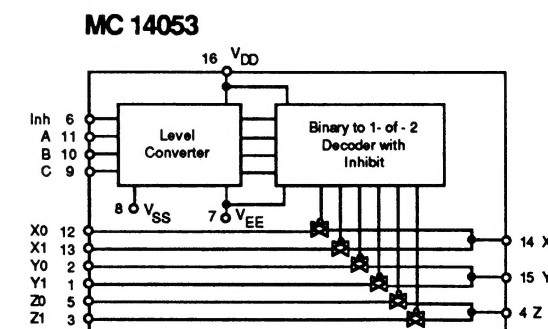 MC 14053
16 VDD
Inh 6
A 11
B 10
C 9
Level
Converter
Binary to 1- of - 2
Decoder with
Inhibit
8 VSS
7 VEE
X0 12
X1 13
Y0 2
Y1 1
Z0 5
Z1 3
14 X
15 Y
4 Z